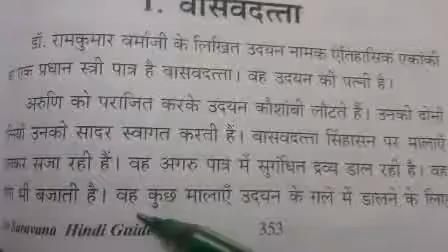 1. वासवदत्ता
डॉ. रामकुमार वर्माजी के लिखित उदयन नामक ऐतिहासिक एकांकी
एक प्रधान स्त्री पात्र है वासवदत्ता। वह उदयन की पत्नी है।
अरुणि को पराजित करके उदयन कौशांबी लौटते हैं। उनकी दोनों
उनको सादर स्वागत करती हैं। वासवदत्ता सिंहासन पर मालाएँ
सजा रही हैं। वह अगरु पात्र में सुगंधित द्रव्य डाल रही है। वह
भी बजाती है। वह कुछ मालाएँ उदयन के गले में डालने के लिए
Saravana Hindi Guide 353